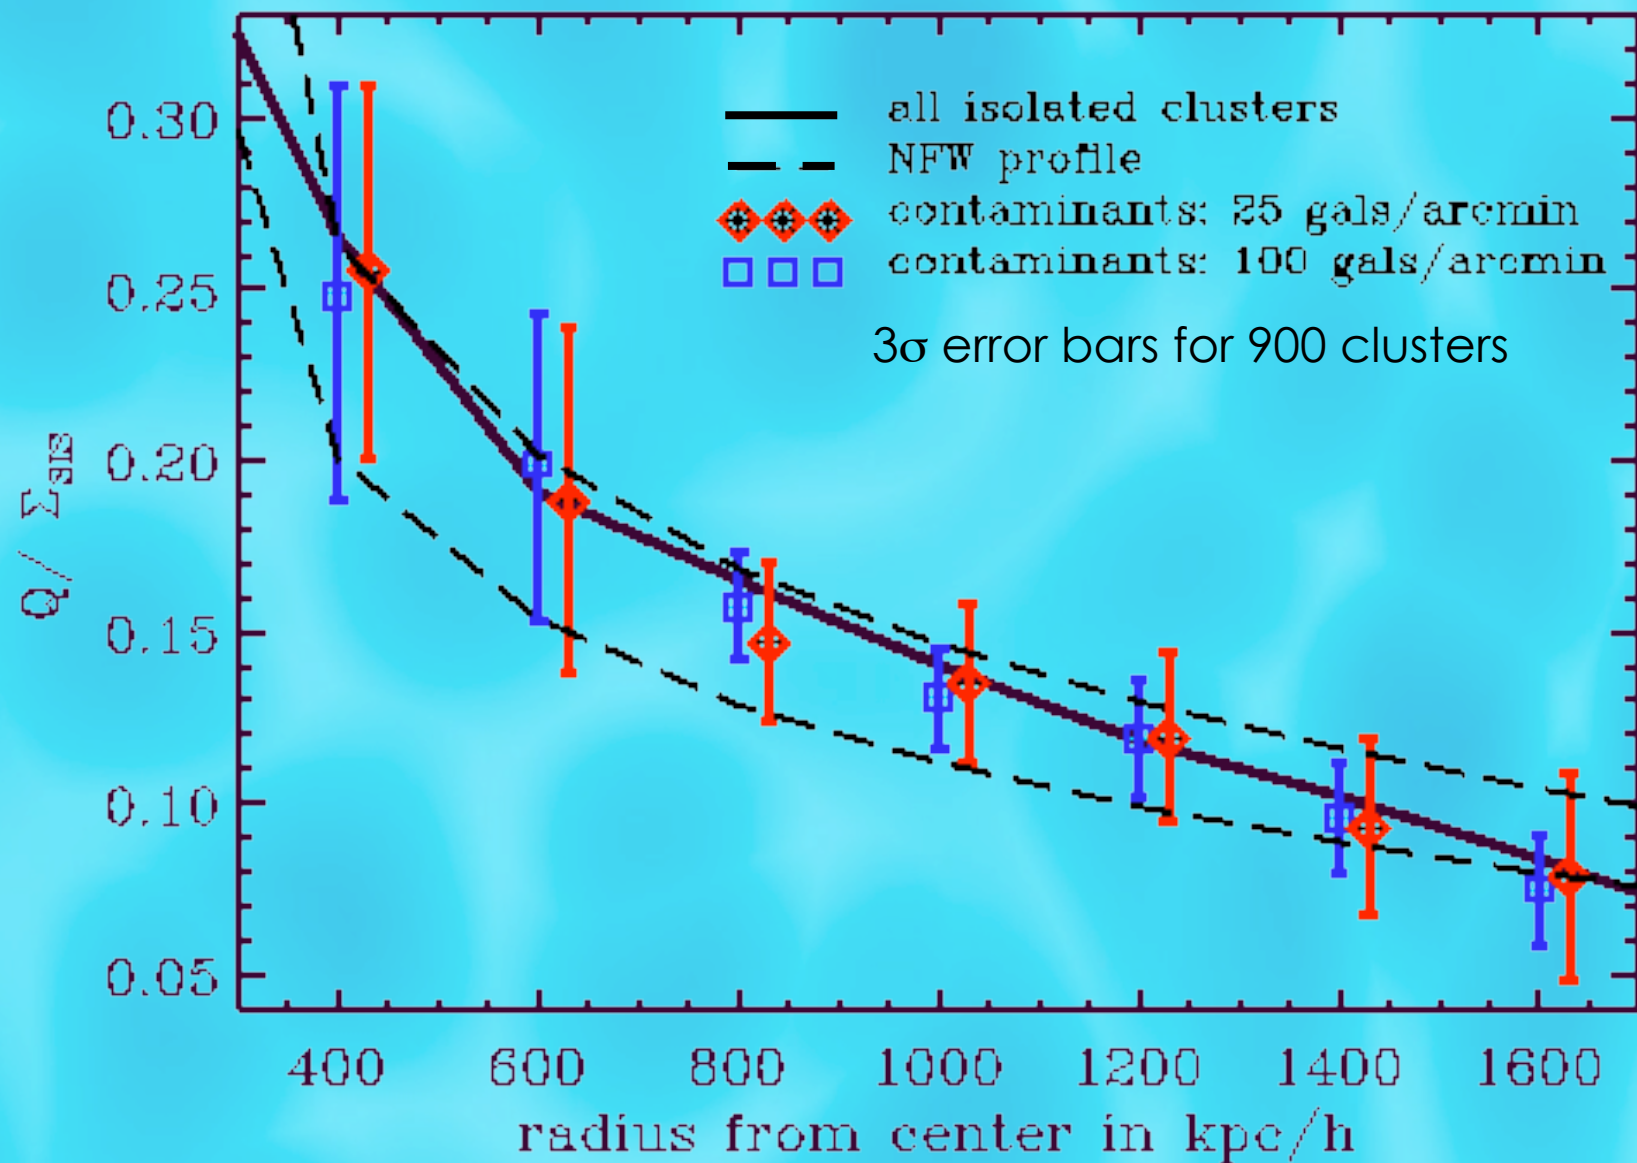 all isolated clusters
NFW profile
contaminants: 25 gals/arcmin
contaminants: 100 gals/arcmin
3σ error bars for 900 clusters
0.30
0.25
0.20
0.15
0.10
0.05
Q/ Σ_SIS
400 600 800 1000 1200 1400 1600
radius from center in kpc/h